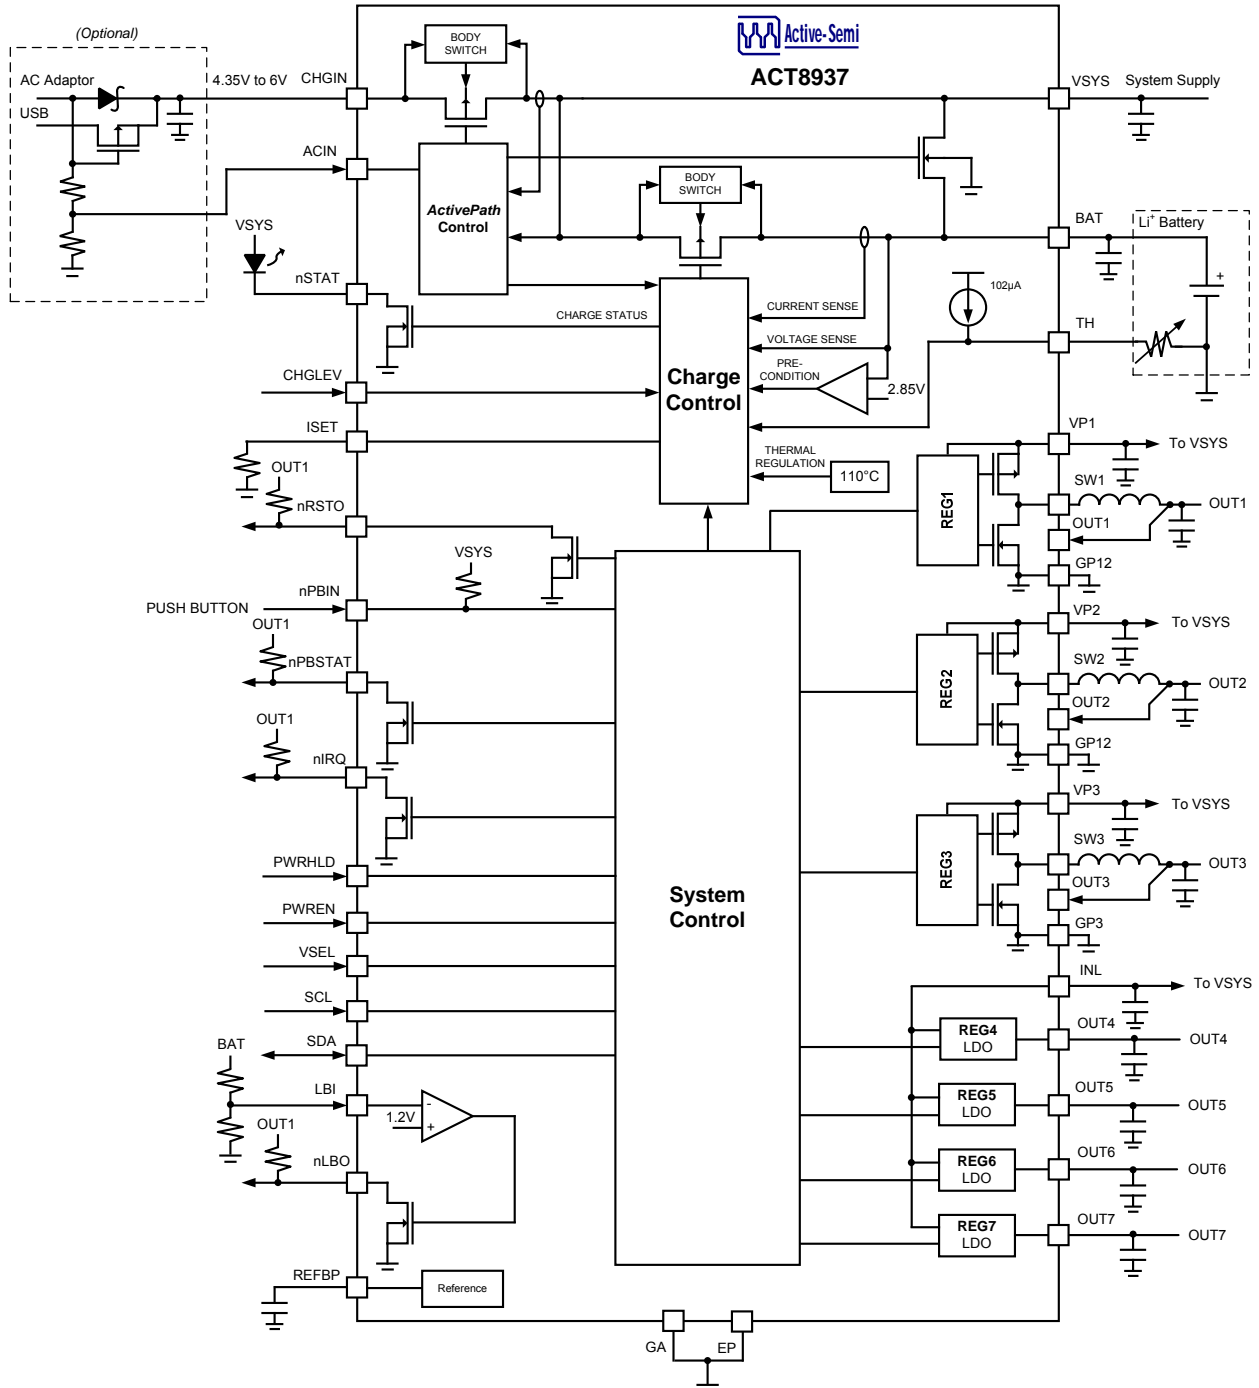 (Optional)
AC Adaptor
USB
4.35V to 6V
CHGIN
BODY
SWITCH
Active-Semi
ACT8937
VSYS
System Supply
ACIN
ActivePath
Control
BODY
SWITCH
BAT
Li+ Battery
+
VSYS
nSTAT
CHARGE STATUS
CURRENT SENSE
102µA
VOLTAGE SENSE
TH
PRE-
CONDITION
2.85V
Charge
Control
CHGLEV
ISET
THERMAL
REGULATION
110°C
OUT1
nRSTO
VP1
To VSYS
REG1
SW1
OUT1
OUT1
GP12
VSYS
nPBIN
PUSH BUTTON
OUT1
nPBSTAT
VP2
To VSYS
REG2
SW2
OUT2
OUT2
GP12
OUT1
nIRQ
VP3
To VSYS
REG3
SW3
OUT3
OUT3
GP3
System
Control
PWRHLD
PWREN
VSEL
SCL
SDA
INL
To VSYS
REG4
LDO
OUT4
OUT4
REG5
LDO
OUT5
OUT5
REG6
LDO
OUT6
OUT6
REG7
LDO
OUT7
OUT7
BAT
LBI
1.2V
-
+
OUT1
nLBO
REFBP
Reference
GA
EP